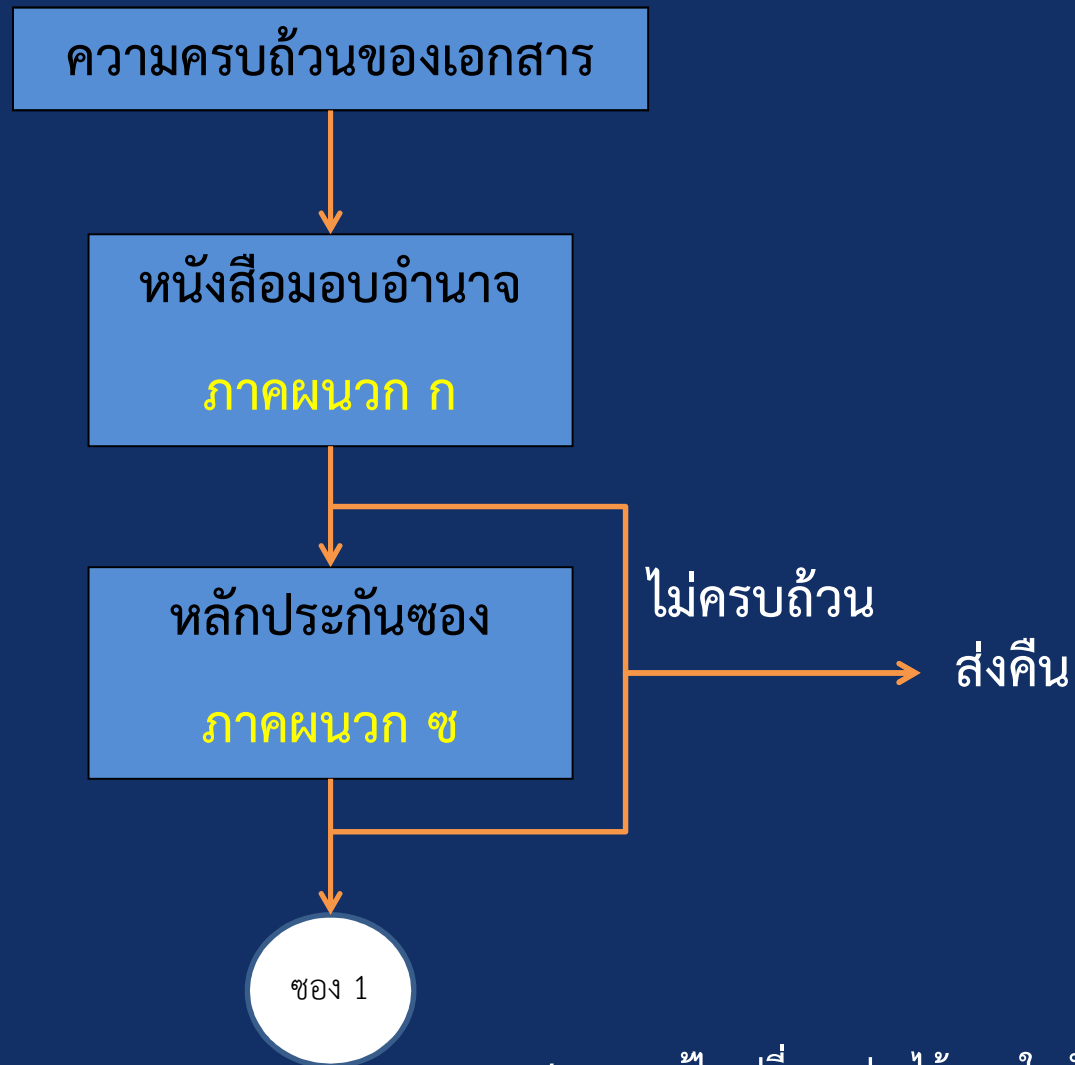 ความครบถ้วนของเอกสาร
หนังสือมอบอำนาจ
ภาคผนวก ก
หลักประกันซอง
ภาคผนวก ซ
ไม่ครบถ้วน
ส่งคืน
ซอง 1